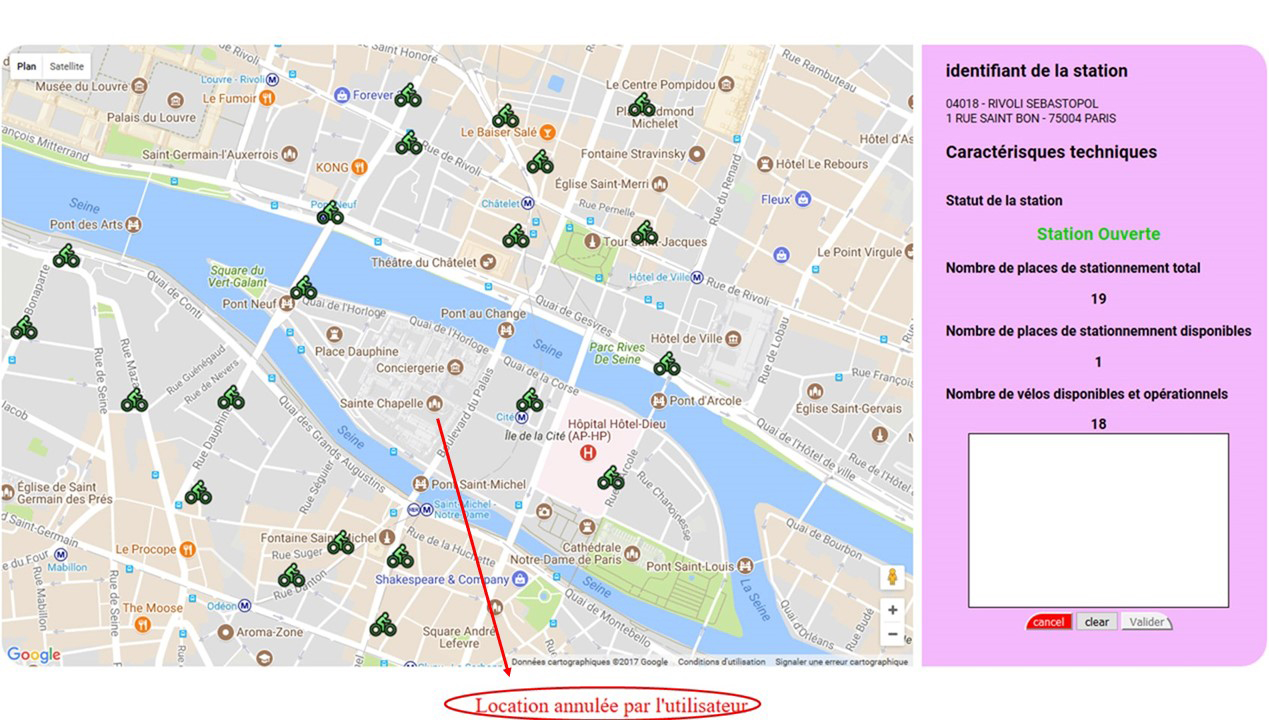 Plan Satellite
Rue Saint Honoré
Rue Rambuteau
Louvre - Rivoli
Musée du Louvre
Le Fumoir
Forever
Le Centre Pompidou
Palais du Louvre
Michelet
Le Baiser Salé
Hôtel d'As
François Mitterrand
Saint-Germain-l'Auxerrois
Rue de Rivoli
Fontaine Stravinsky
KONG
Hôtel Le Rebours
Église Saint-Merri
Rue du Renard
Seine
Pont Neuf
Châtelet
Rue Pernelle
Fleux'
Pont des Arts
Tour Saint-Jacques
Le Point Virgule
Théâtre du Châtelet
Square du
Vert-Galant
Hôtel de Ville
Rue de Rivoli
Quai de Conti
Bonaparte
Pont Neuf
Quai de l'Horloge
Pont au Change
Quai de Gesvres
Quai de l'Horloge
Seine
Parc Rives
De Seine
Hôtel de Ville
Rue de Lobau
Place Dauphine
Rue de Seine
Rue Guénégaud
Rue de Nevers
Conciergerie
Quai de la Corse
Rue François
Sainte Chapelle
Boulevard du Palais
Pont d'Arcole
Église Saint-Gervais
Jacob
Cité
Île de la Cité
Hôpital Hôtel-Dieu
(AP-HP)
Rue Dauphine
Quai des Grands Augustins
Seine
Quai de l'Hôtel de ville
Rue de l'Hôtel
Rue Séguier
Église de Saint
Germain des Prés
Pont Saint-Michel
Saint-Michel -
Notre-Dame
Rue Chanoinesse
Saint-Germain
Quai de Bourbon
Fontaine Saint-Michel
Rue de la Huchette
Le Procope
Rue Suger
Cathédrale
Notre-Dame de Paris
Pont Saint-Louis
e du Four
Mabillon
Rue Danton
Shakespeare & Company
Seine
La Seine
Rue Mabillon
Rue de Seine
The Moose
Odéon
Quai de Montebello
Quai d'Orléans
Rue Budé
Aroma-Zone
Square André
Lefevre
Google
Données cartographiques ©2017 Google Conditions d'utilisation Signaler une erreur cartographique
identifiant de la station
04018 - RIVOLI SEBASTOPOL
1 RUE SAINT BON - 75004 PARIS
Caractérisques techniques
Statut de la station
Station Ouverte
Nombre de places de stationnement total
19
Nombre de places de stationnemnent disponibles
1
Nombre de vélos disponibles et opérationnels
18
cancel clear Valider
Location annulée par l'utilisateur